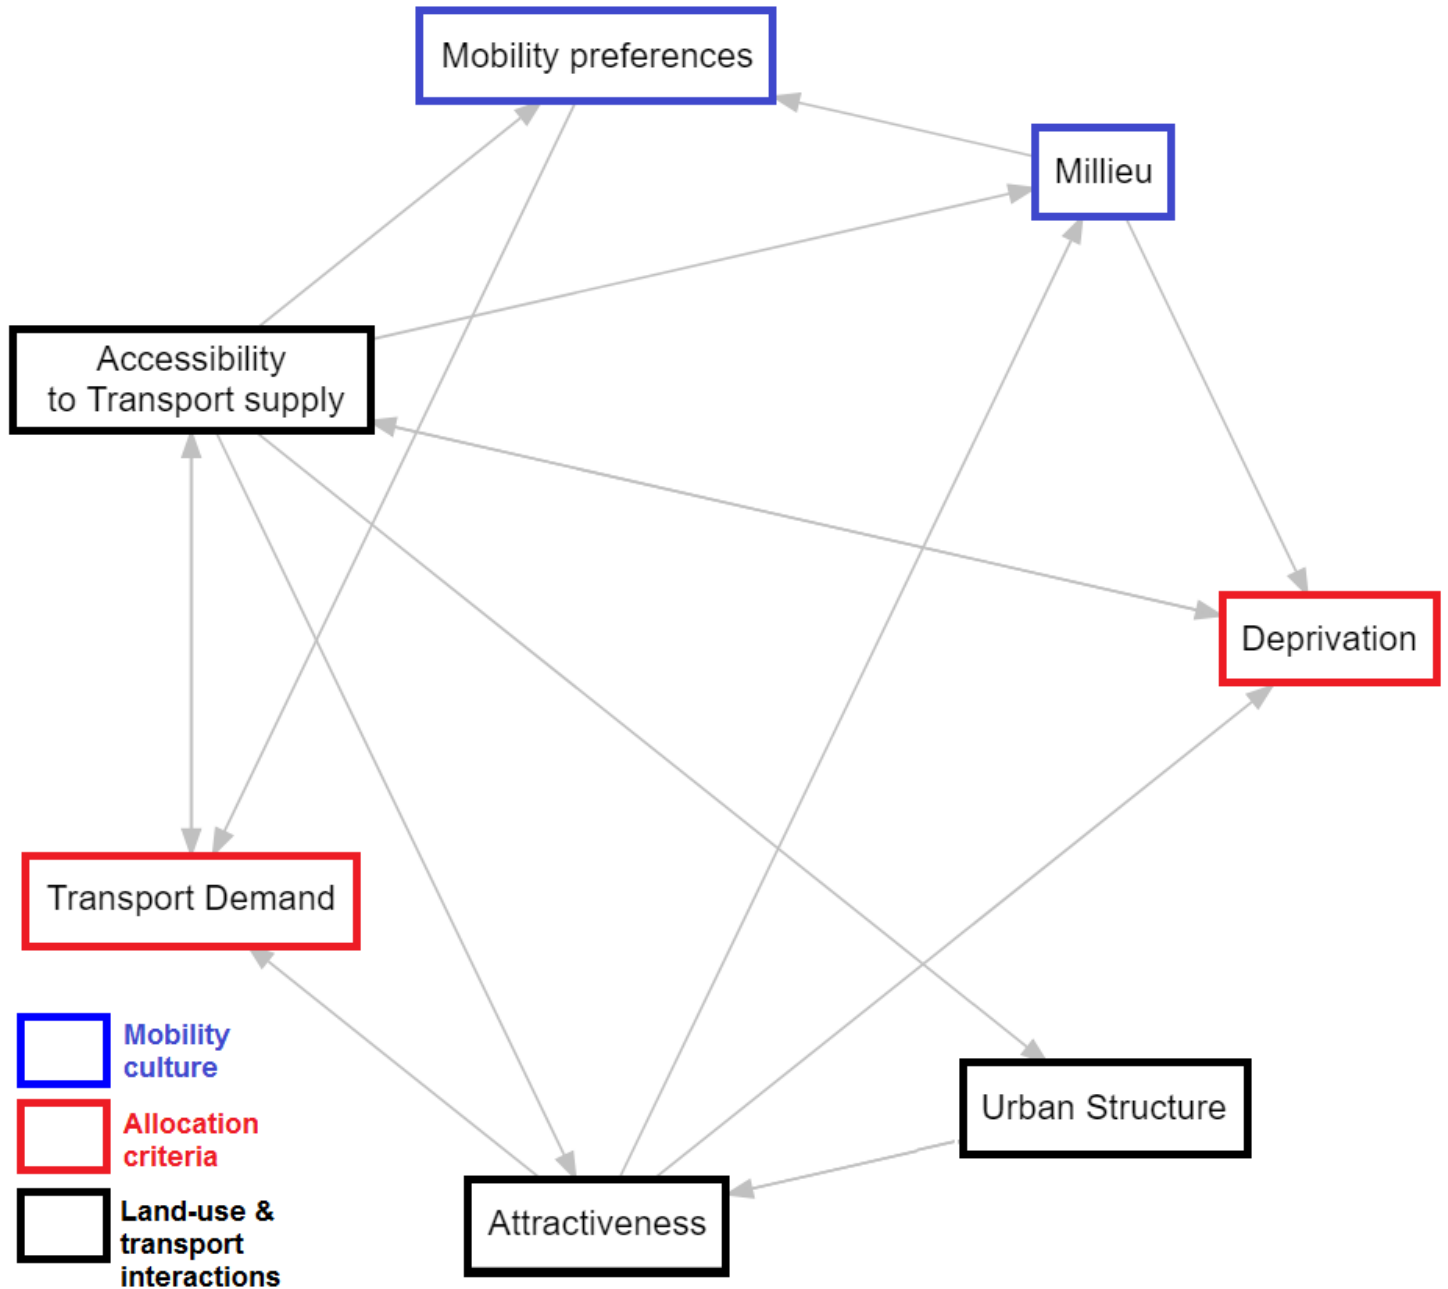 Mobility preferences
Millieu
Accessibility
to Transport supply
Deprivation
Transport Demand
Mobility
culture
Urban Structure
Allocation
criteria
Attractiveness
Land-use &
transport
interactions